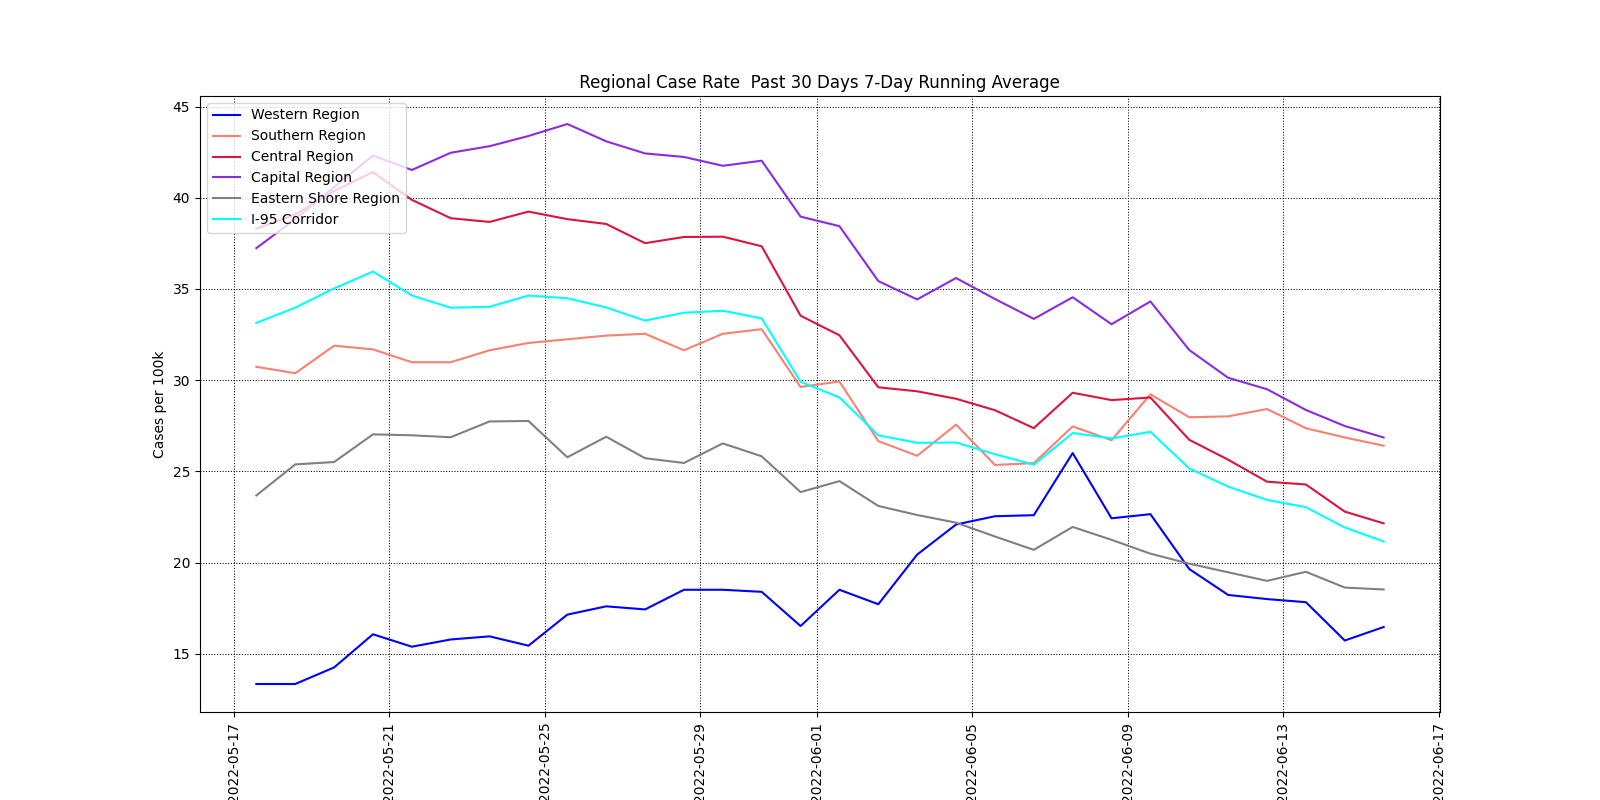 Regional Case Rate  Past 30 Days 7-Day Running Average
Western Region
Southern Region
Central Region
Capital Region
Eastern Shore Region
I-95 Corridor
Cases per 100k
45
40
35
30
25
20
15
2022-05-17
2022-05-21
2022-05-25
2022-05-29
2022-06-01
2022-06-05
2022-06-09
2022-06-13
2022-06-17